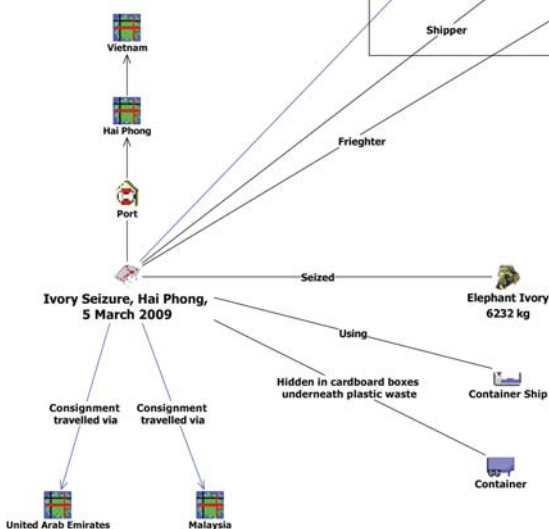 Shipper
Vietnam
Hai Phong
Frieghter
Port
Seized
Ivory Seizure, Hai Phong,
5 March 2009
Elephant Ivory
6232 kg
Using
Hidden in cardboard boxes
underneath plastic waste
Container Ship
Consignment
travelled via
Consignment
travelled via
Container
United Arab Emirates
Malaysia